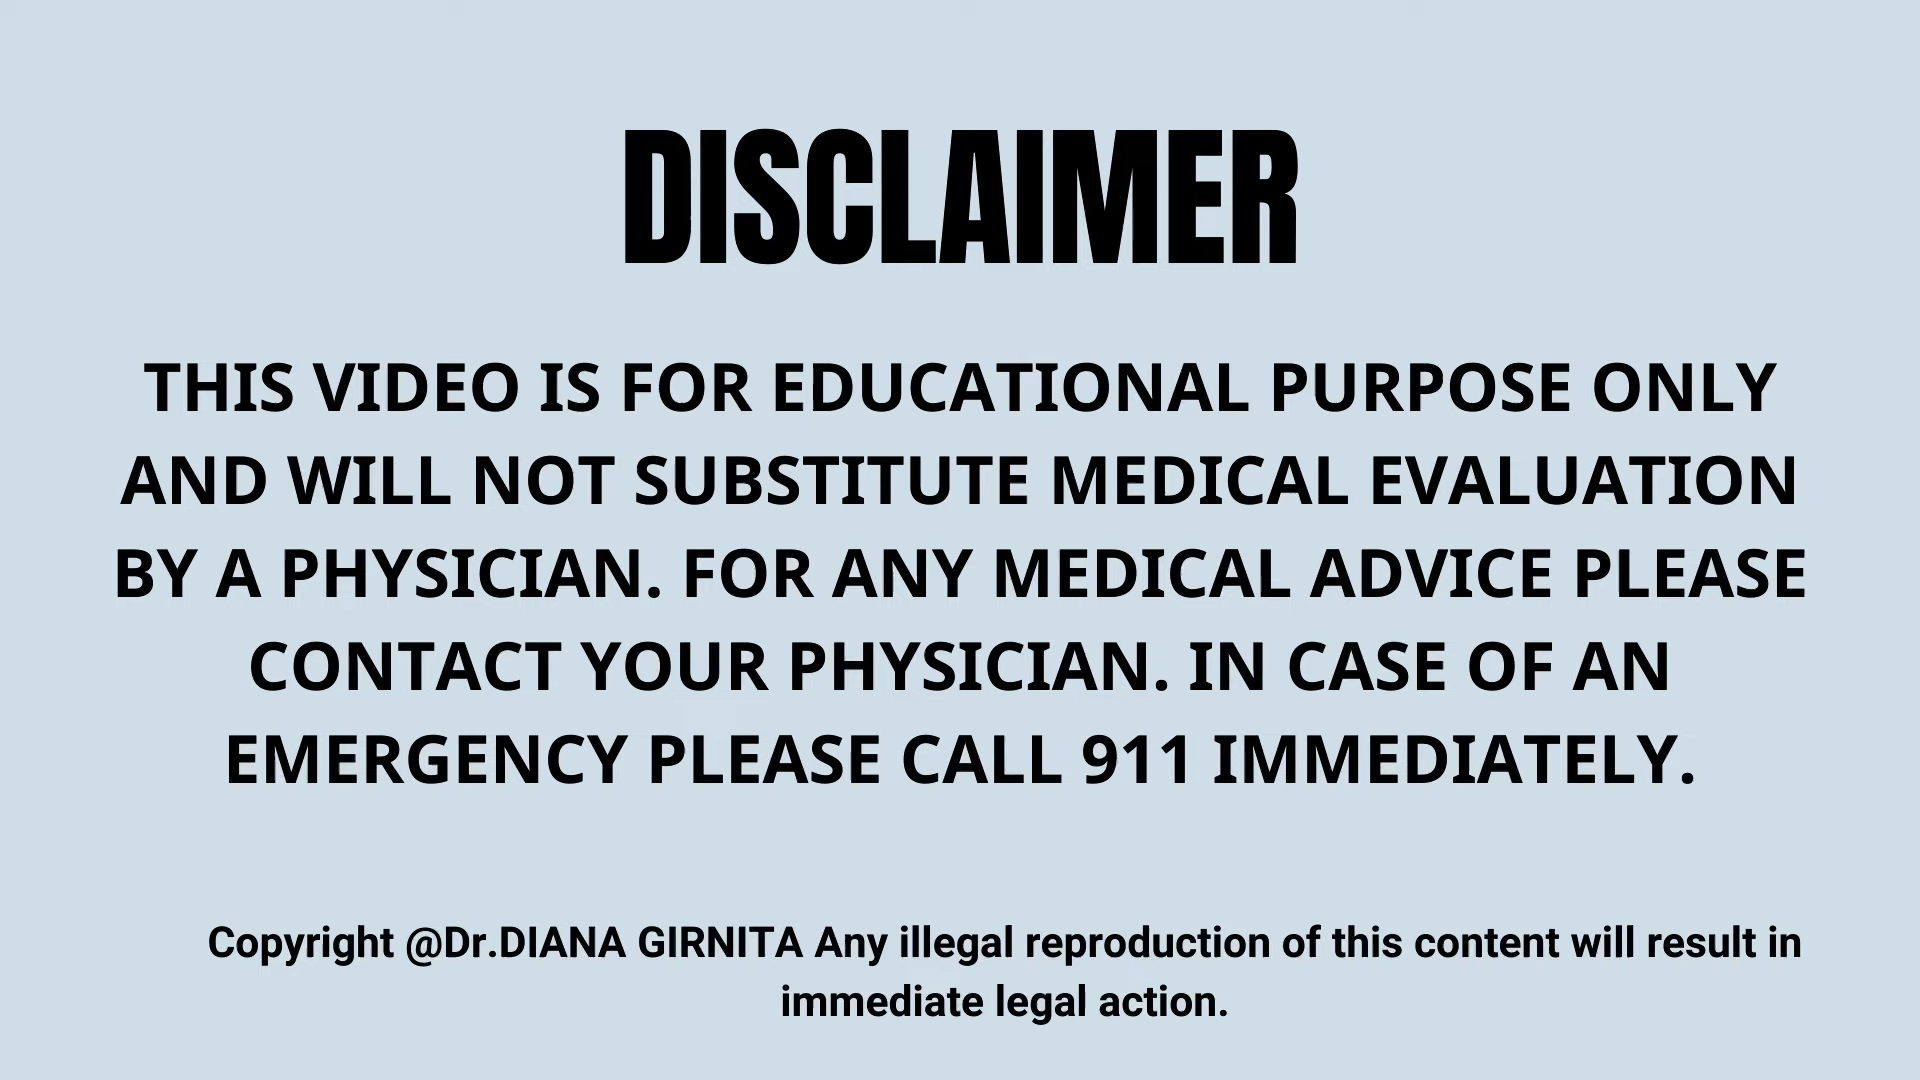 DISCLAIMER
THIS VIDEO IS FOR EDUCATIONAL PURPOSE ONLY
AND WILL NOT SUBSTITUTE MEDICAL EVALUATION
BY A PHYSICIAN. FOR ANY MEDICAL ADVICE PLEASE
CONTACT YOUR PHYSICIAN. IN CASE OF AN
EMERGENCY PLEASE CALL 911 IMMEDIATELY.
Copyright @Dr.DIANA GIRNITA Any illegal reproduction of this content will result in
immediate legal action.